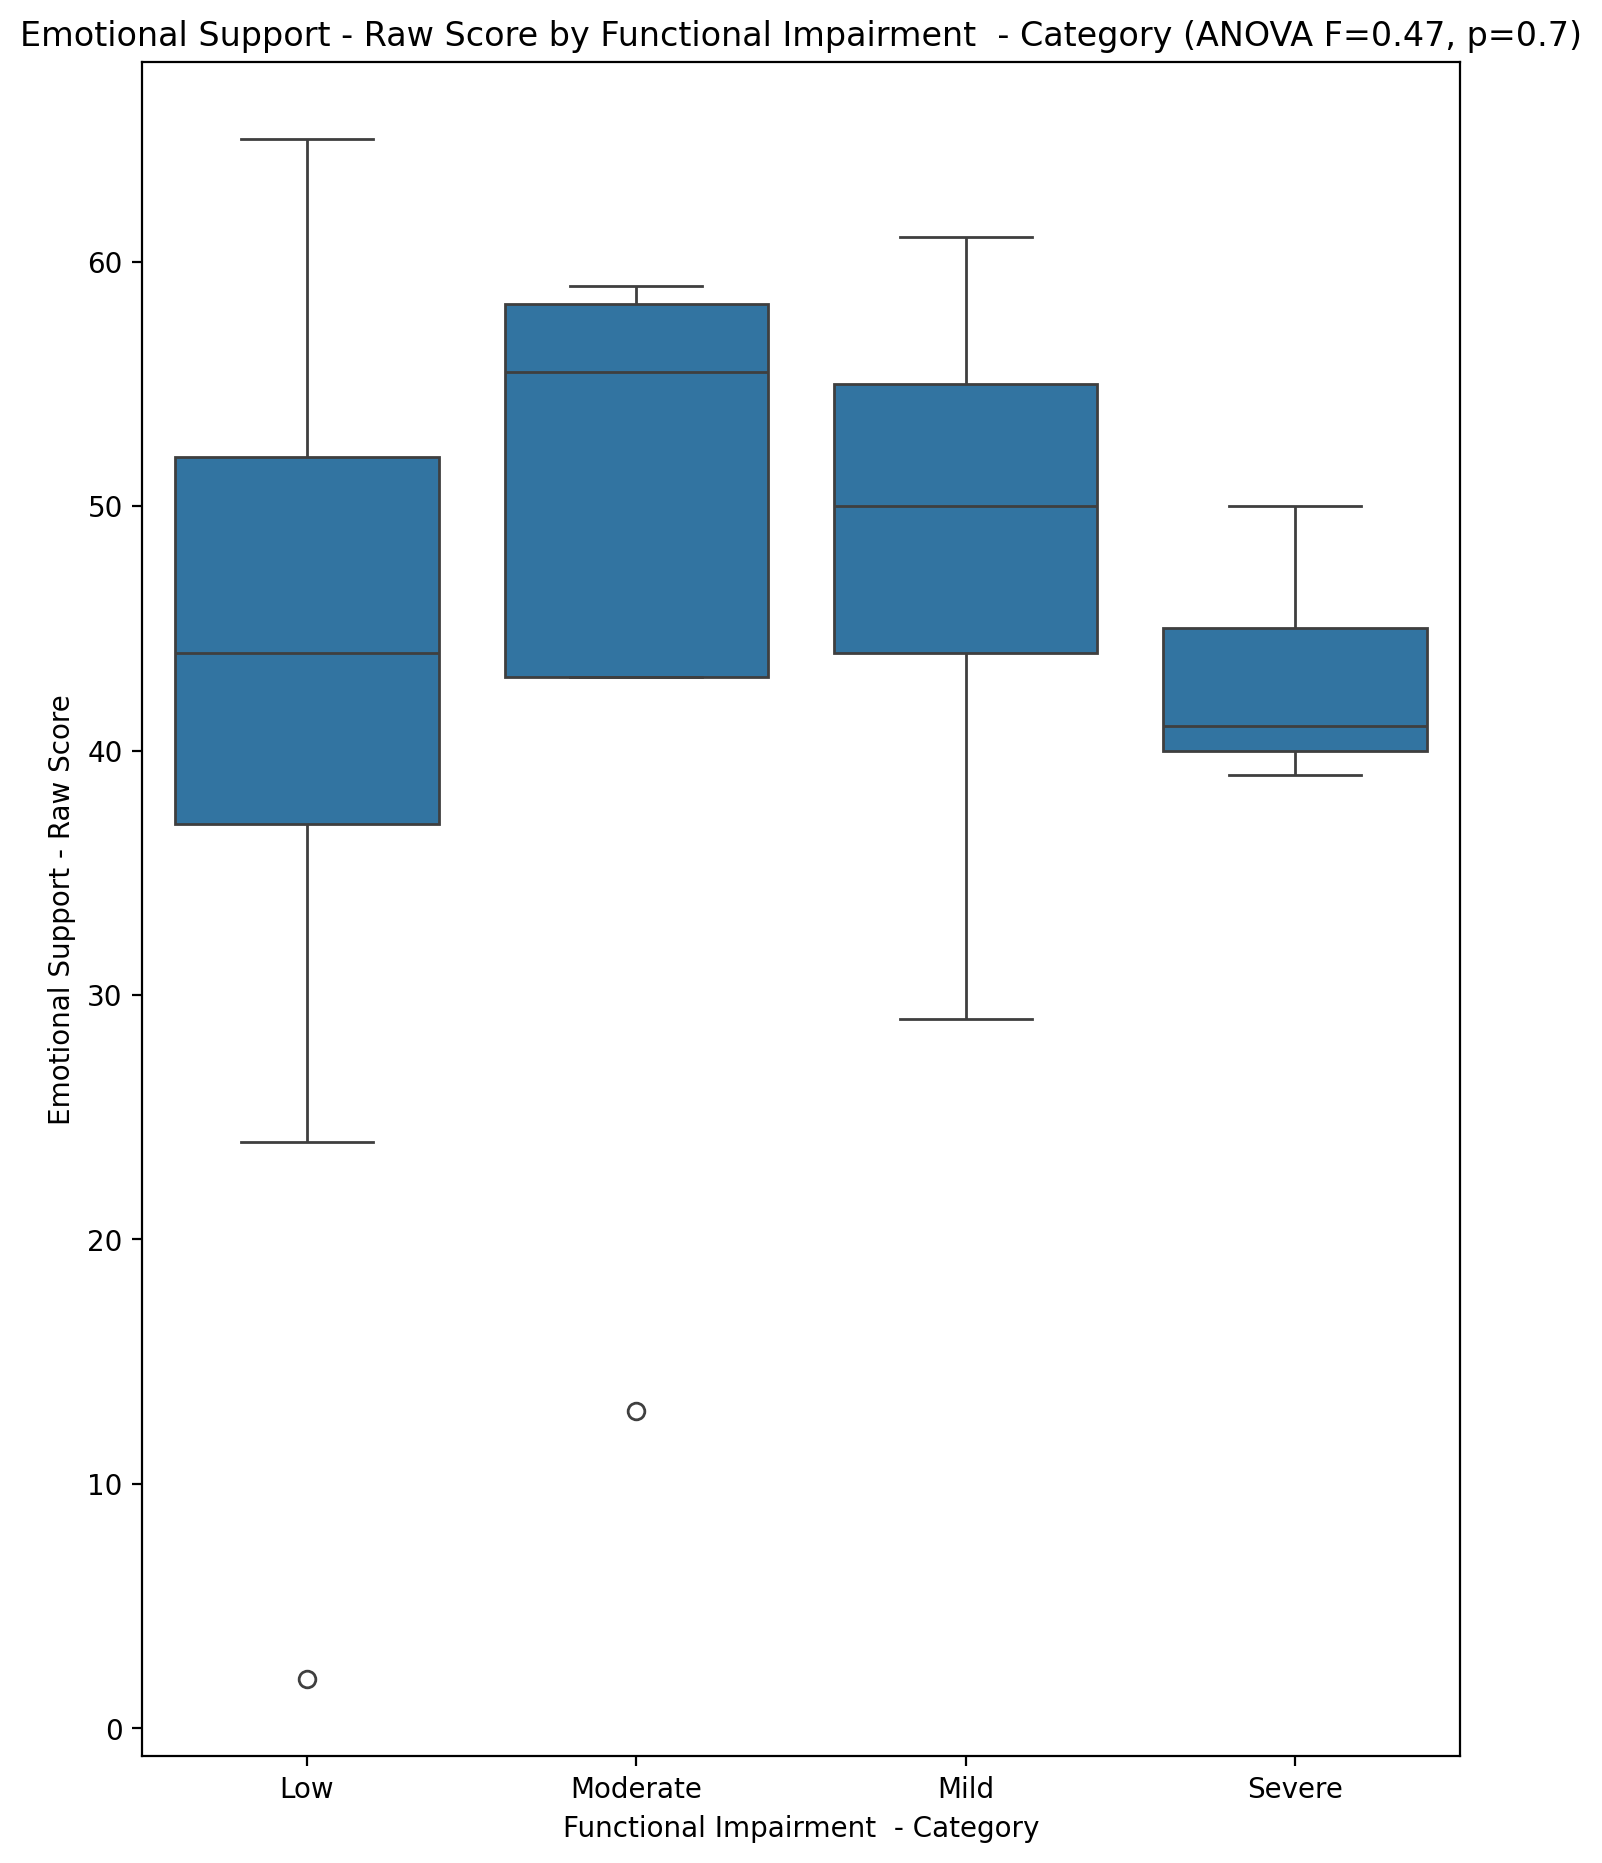 Emotional Support - Raw Score by Functional Impairment  - Category (ANOVA F=0.47, p=0.7)
Emotional Support - Raw Score
60
50
40
30
20
10
0
Low
Moderate
Mild
Severe
Functional Impairment  - Category